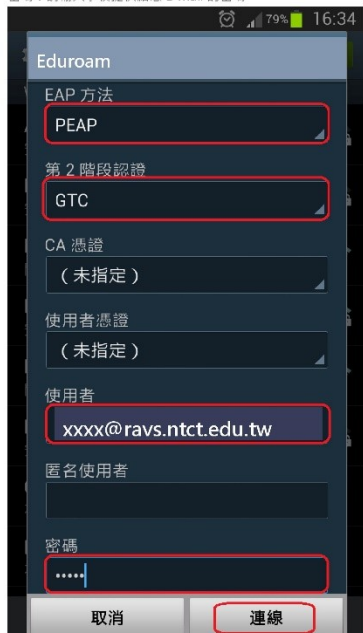 79% 16:34
Eduroam
EAP 方法
PEAP
第 2 階段認證
GTC
CA 憑證
（未指定）
使用者憑證
（未指定）
使用者
xxxx@ravs.ntct.edu.tw
匿名使用者
密碼
•••••
取消 連線